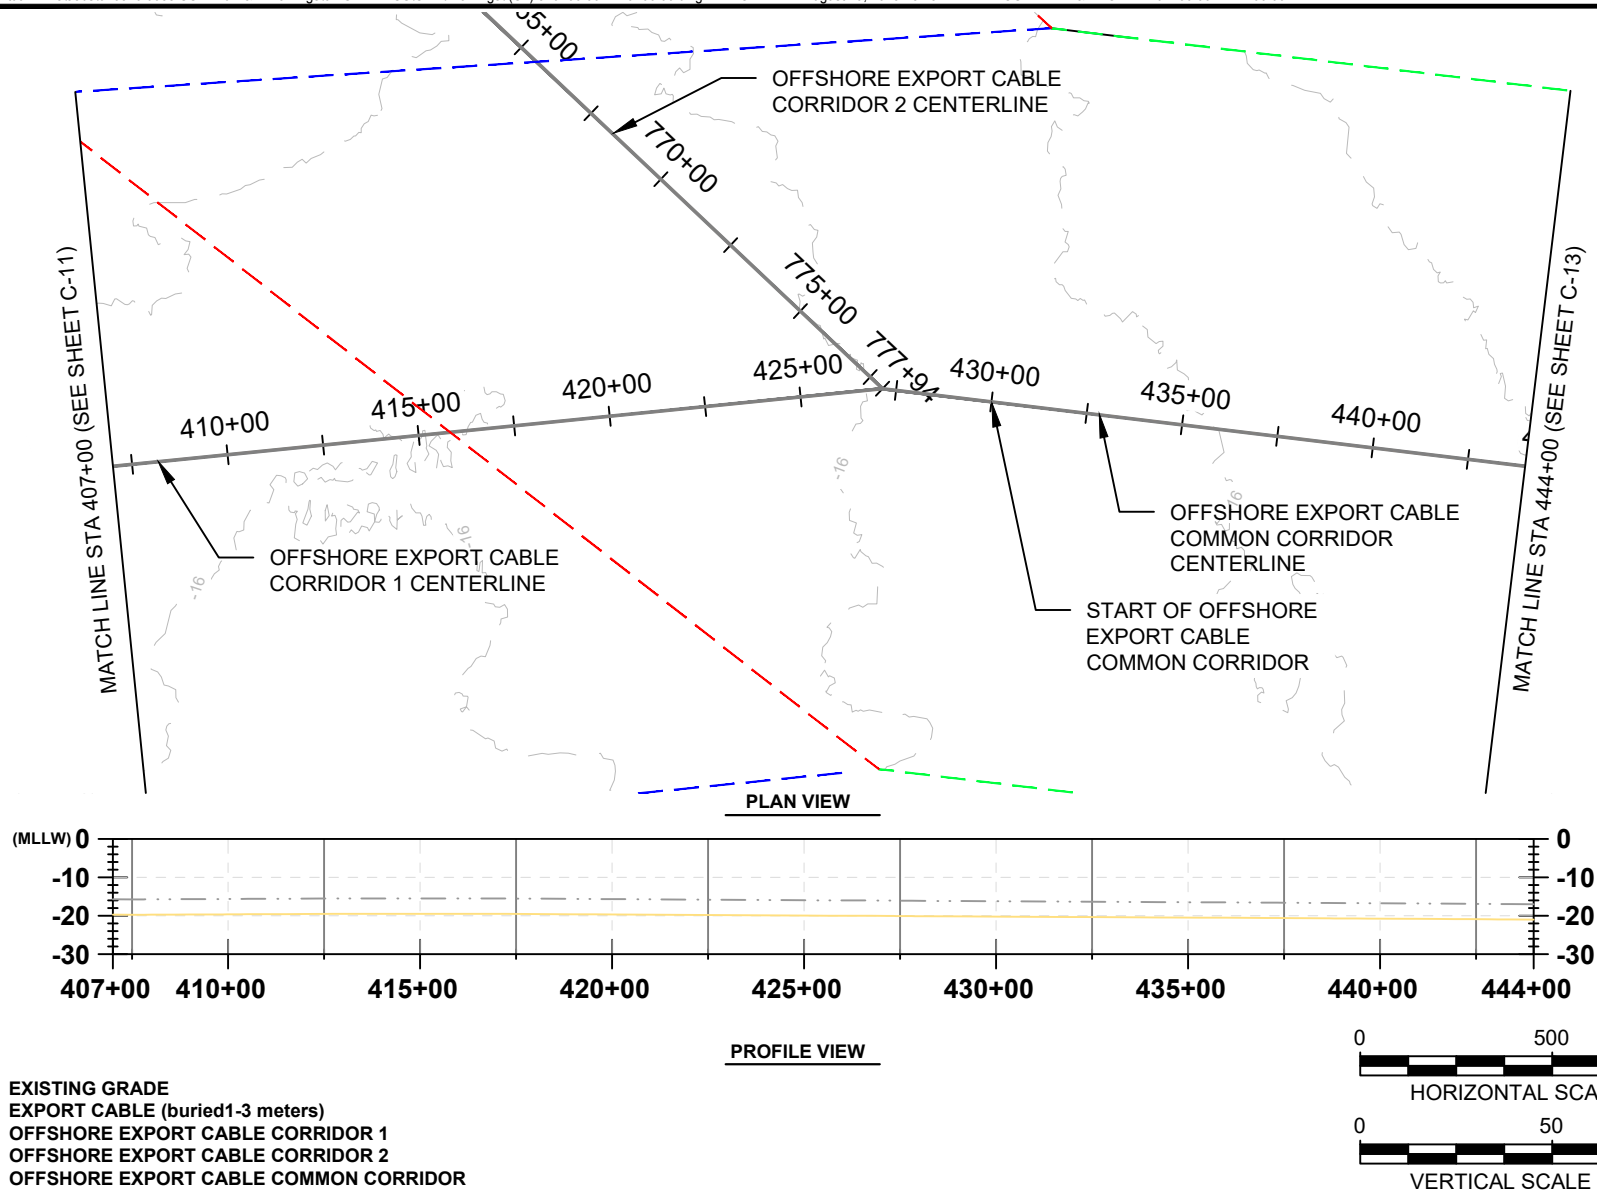 OFFSHORE EXPORT CABLE
CORRIDOR 2 CENTERLINE
770+00
775+00
777+94
MATCH LINE STA 407+00 (SEE SHEET C-11)
410+00
415+00
420+00
425+00
430+00
435+00
440+00
MATCH LINE STA 444+00 (SEE SHEET C-13)
-16
-16
-16
16
OFFSHORE EXPORT CABLE
CORRIDOR 1 CENTERLINE
OFFSHORE EXPORT CABLE
COMMON CORRIDOR
CENTERLINE
START OF OFFSHORE
EXPORT CABLE
COMMON CORRIDOR
PLAN VIEW
(MLLW) 0
-10
-20
-30
0
-10
-20
-30
407+00 410+00 415+00 420+00 425+00 430+00 435+00 440+00 444+00
PROFILE VIEW
0 500
HORIZONTAL SCA
0 50
VERTICAL SCALE
EXISTING GRADE
EXPORT CABLE (buried1-3 meters)
OFFSHORE EXPORT CABLE CORRIDOR 1
OFFSHORE EXPORT CABLE CORRIDOR 2
OFFSHORE EXPORT CABLE COMMON CORRIDOR